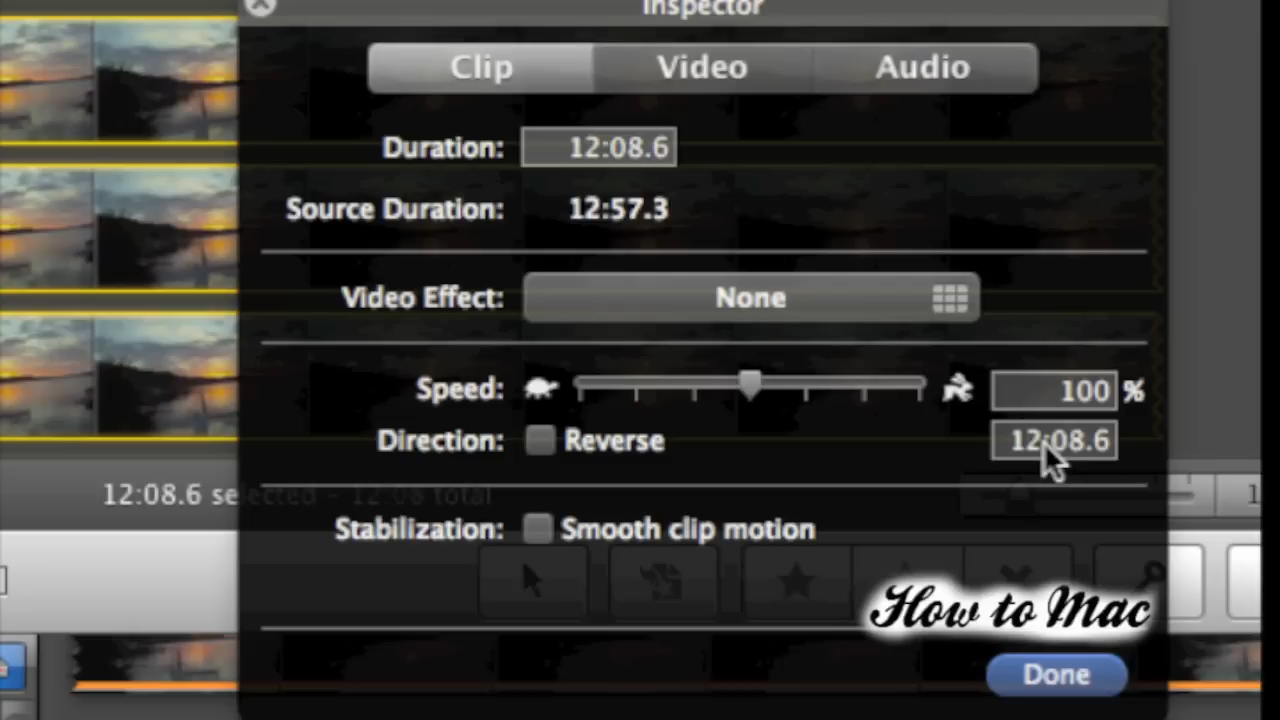 Inspector
Clip Video Audio
Duration: 12:08.6
Source Duration: 12:57.3
Video Effect: None
Speed: 100 %
Direction: Reverse 12:08.6
12:08.6 selected - 12:08 total
Stabilization: Smooth clip motion
How to Mac
Done